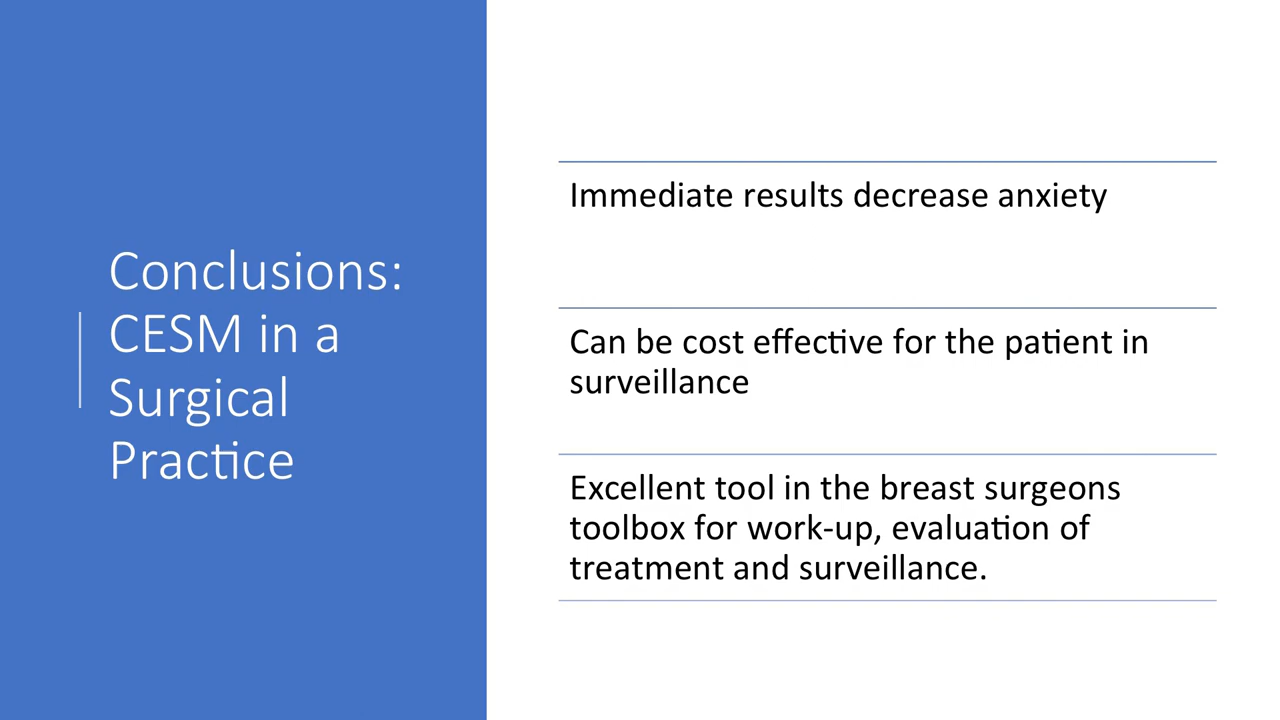 Conclusions:
CESM in a
Surgical
Practice
Immediate results decrease anxiety
Can be cost effective for the patient in
surveillance
Excellent tool in the breast surgeons
toolbox for work-up, evaluation of
treatment and surveillance.